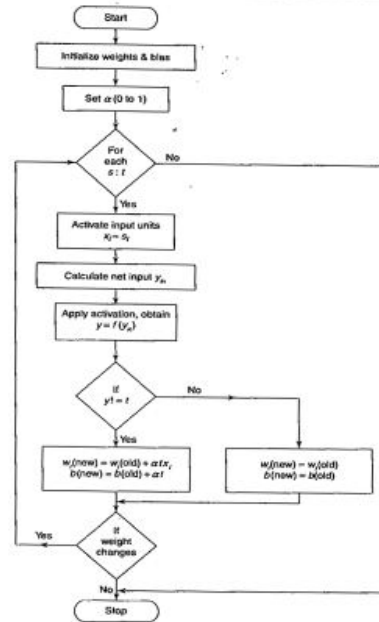 Start
Initialize weights & bias
Set α (0 to 1)
For
each
s : t
No
Yes
Activate input units
xᵢ = sᵢ
Calculate net input yᵢₙ
Apply activation, obtain
y = f (yᵢₙ)
If
y! = t
No
Yes
wᵢ(new) = wᵢ(old) + αtxᵢ
b(new) = b(old) + αt
wᵢ(new) = wᵢ(old)
b(new) = b(old)
If
weight
changes
Yes
No
Stop